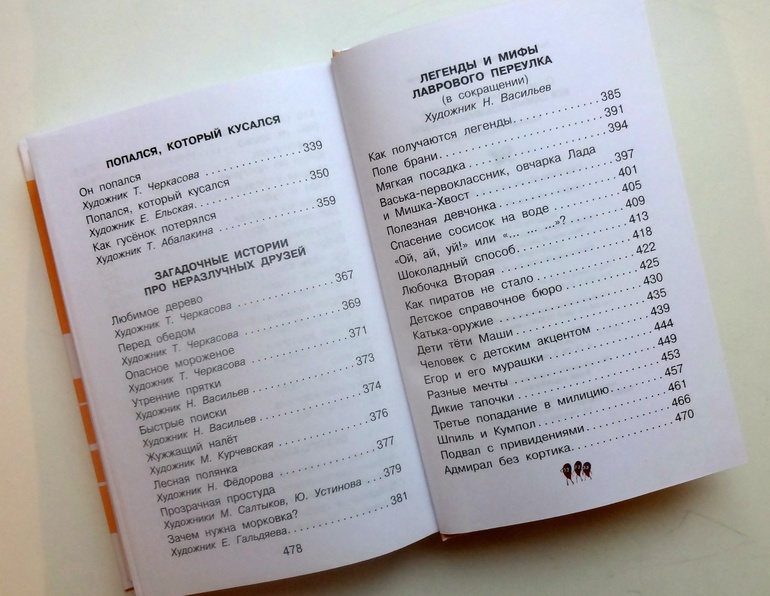 ПОПАЛСЯ, КОТОРЫЙ КУСАЛСЯ
Он попался
Художник Т. Черкасова . . . . . . . . . . . . . . . 339
Попался, который кусался
Художник Е. Ельская . . . . . . . . . . . . . . . . 350
Как гусёнок потерялся
Художник Т. Абалакина . . . . . . . . . . . . . . . 359
ЗАГАДОЧНЫЕ ИСТОРИИ
ПРО НЕРАЗЛУЧНЫХ ДРУЗЕЙ
Любимое дерево
Художник Т. Черкасова . . . . . . . . . . . . . . . 367
Перед обедом
Художник Т. Черкасова . . . . . . . . . . . . . . . 369
Опасное мороженое
Художник Т. Черкасова . . . . . . . . . . . . . . . 371
Утренние прятки
Художник Н. Васильев . . . . . . . . . . . . . . . 373
Быстрые поиски
Художник Н. Васильев . . . . . . . . . . . . . . . 374
Жужжащий налёт
Художник М. Курчевская . . . . . . . . . . . . . . 376
Лесная полянка
Художник Н. Фёдорова . . . . . . . . . . . . . . . 377
Прозрачная простуда
Художники М. Салтыков, Ю. Устинова . . . . 379
Зачем нужна морковка?
Художник Е. Гальдяева . . . . . . . . . . . . . . . 381
478
ЛЕГЕНДЫ И МИФЫ
ЛАВРОВОГО ПЕРЕУЛКА
(в сокращении)
Художник Н. Васильев
Как получаются легенды . . . . . . . . . . . . . 385
Поле брани . . . . . . . . . . . . . . . . . . . . . . 391
Мягкая посадка . . . . . . . . . . . . . . . . . . . 394
Васька-первоклассник, овчарка Лада
и Мишка-Хвост . . . . . . . . . . . . . . . . . . . 397
Полезная девчонка . . . . . . . . . . . . . . . . . 401
Спасение сосисок на воде . . . . . . . . . . . . 405
«Ой, ай, уй!» или «... ... ...»? . . . . . . . . . 409
Шоколадный способ . . . . . . . . . . . . . . . . 413
Любочка Вторая . . . . . . . . . . . . . . . . . . . 418
Как пиратов не стало . . . . . . . . . . . . . . . 422
Детское справочное бюро . . . . . . . . . . . . 425
Катька-оружие . . . . . . . . . . . . . . . . . . . . 430
Дети тёти Маши . . . . . . . . . . . . . . . . . . . 435
Человек с детским акцентом . . . . . . . . . . 439
Егор и его мурашки . . . . . . . . . . . . . . . . 444
Разные мечты . . . . . . . . . . . . . . . . . . . . 449
Дикие тапочки . . . . . . . . . . . . . . . . . . . . 453
Третье попадание в милицию . . . . . . . . . . 457
Шпиль и Кумпол . . . . . . . . . . . . . . . . . . . 461
Подвал с привидениями . . . . . . . . . . . . . . 466
Адмирал без кортика . . . . . . . . . . . . . . . . 470